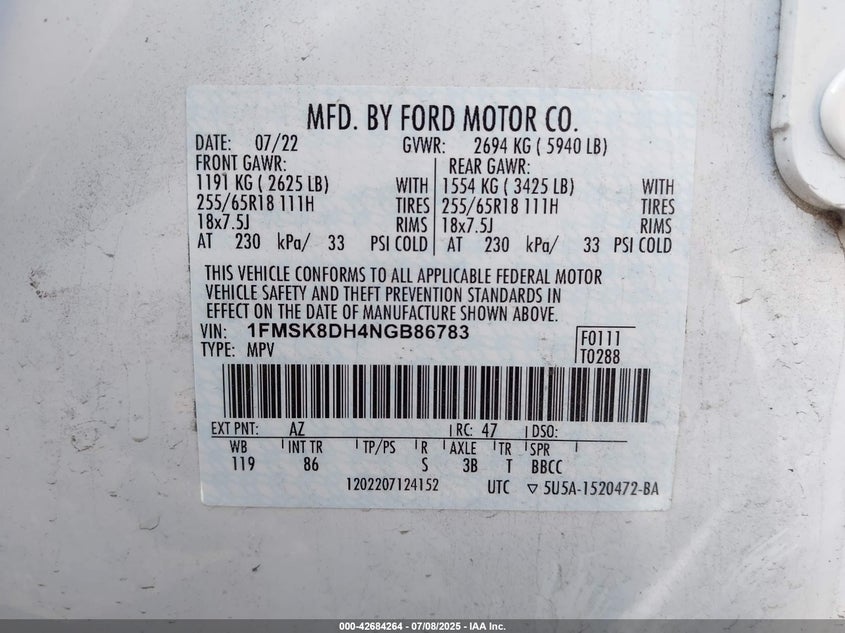 MFD. BY FORD MOTOR CO.
DATE: 07/22 GVWR: 2694 KG ( 5940 LB)
FRONT GAWR: REAR GAWR:
1191 KG ( 2625 LB) WITH 1554 KG ( 3425 LB) WITH
255/65R18 111H TIRES 255/65R18 111H TIRES
18x7.5J RIMS 18x7.5J RIMS
AT 230 kPa/ 33 PSI COLD AT 230 kPa/ 33 PSI COLD
THIS VEHICLE CONFORMS TO ALL APPLICABLE FEDERAL MOTOR
VEHICLE SAFETY AND THEFT PREVENTION STANDARDS IN
EFFECT ON THE DATE OF MANUFACTURE SHOWN ABOVE.
VIN: 1FMSK8DH4NGB86783 F0111
TYPE: MPV T0288
EXT PNT: AZ RC: 47 DSO:
WB INT TR TP/PS R AXLE TR SPR
119 86 S 3B T BBCC
1202207124152 UTC ▽ 5U5A-1520472-BA
000-42684264 / 07/08/2025 - IAA Inc.